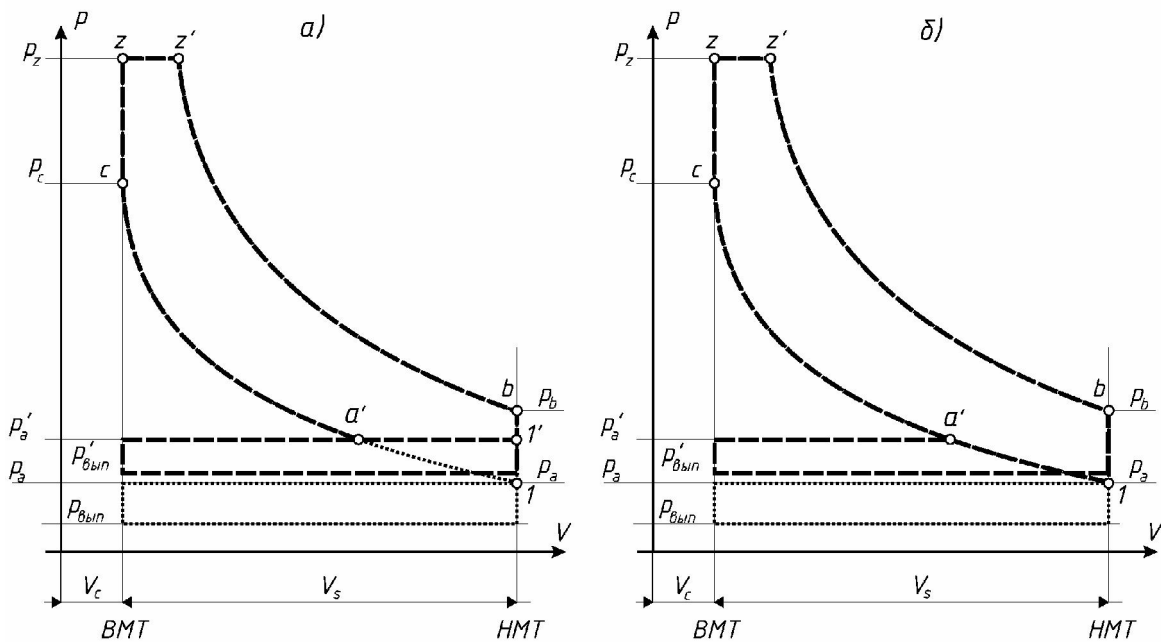 P
а)
z
z'
P_z
c
P_c
a'
b
P_b
1'
P_a'
P'_вып
P_a
P_a
1
P_вып
V
V_c
V_s
ВМТ
НМТ
P
б)
z
z'
P_z
c
P_c
a'
b
P_b
P_a'
P'_вып
P_a
P_a
1
P_вып
V
V_c
V_s
ВМТ
НМТ